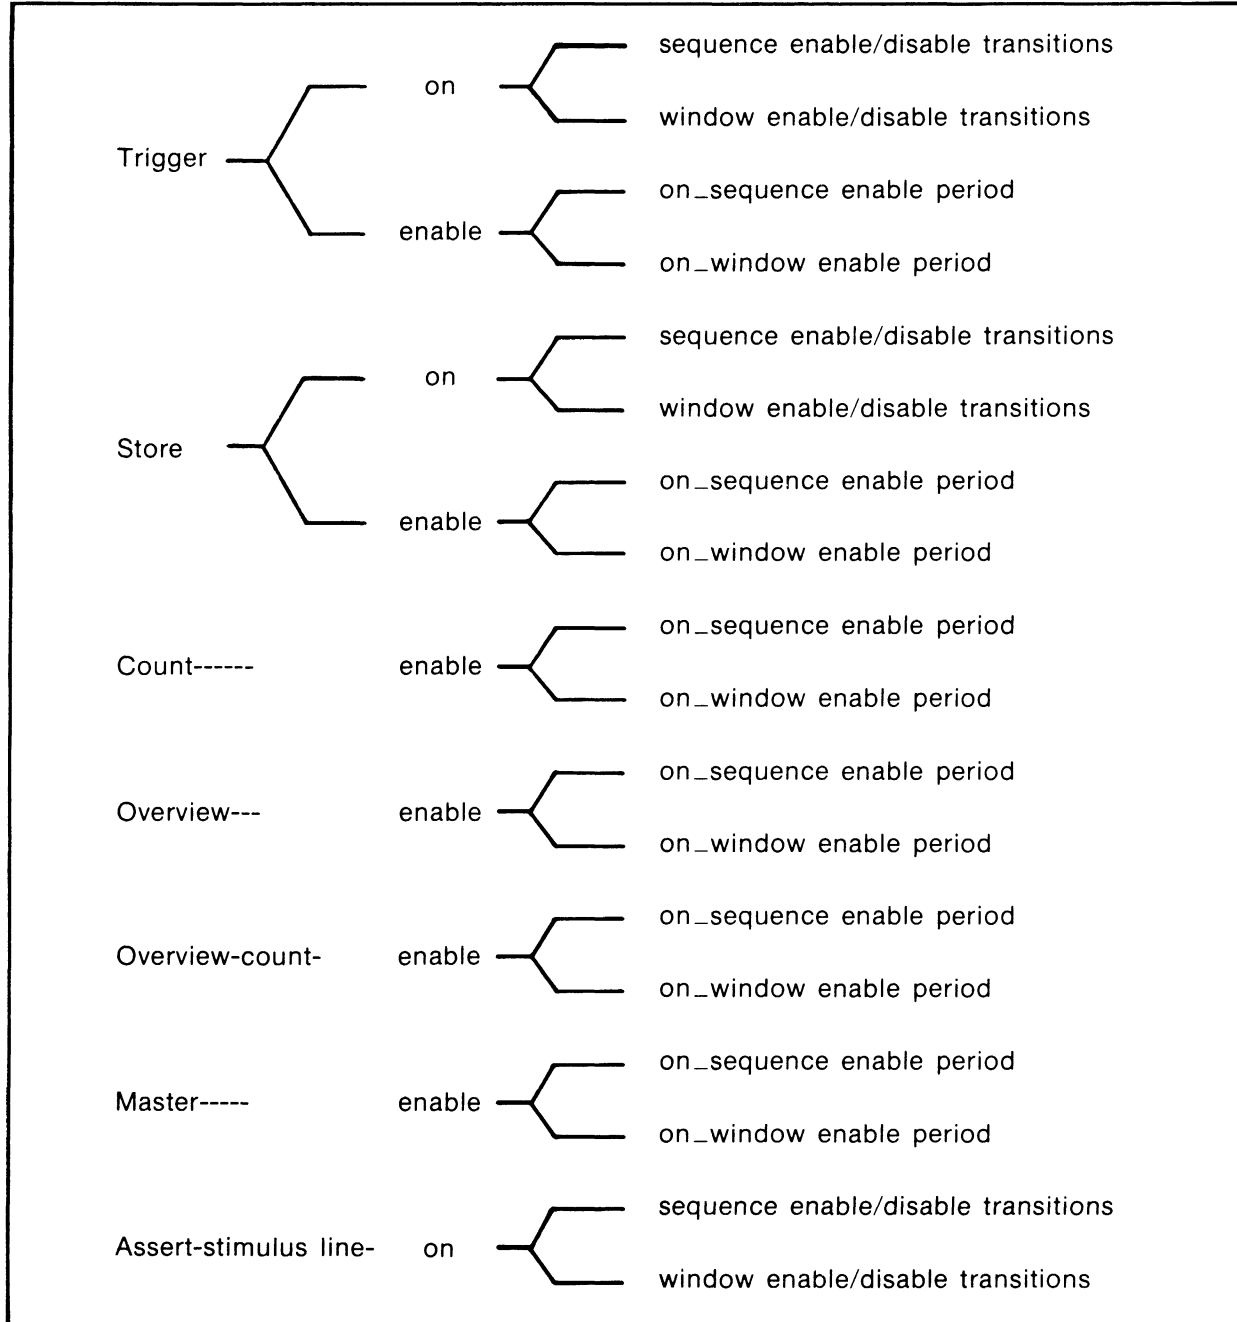 sequence enable/disable transitions
on
window enable/disable transitions
Trigger
on_sequence enable period
enable
on_window enable period
sequence enable/disable transitions
on
window enable/disable transitions
Store
on_sequence enable period
enable
on_window enable period
on_sequence enable period
Count------ enable
on_window enable period
on_sequence enable period
Overview--- enable
on_window enable period
on_sequence enable period
Overview-count- enable
on_window enable period
on_sequence enable period
Master----- enable
on_window enable period
sequence enable/disable transitions
Assert-stimulus line- on
window enable/disable transitions